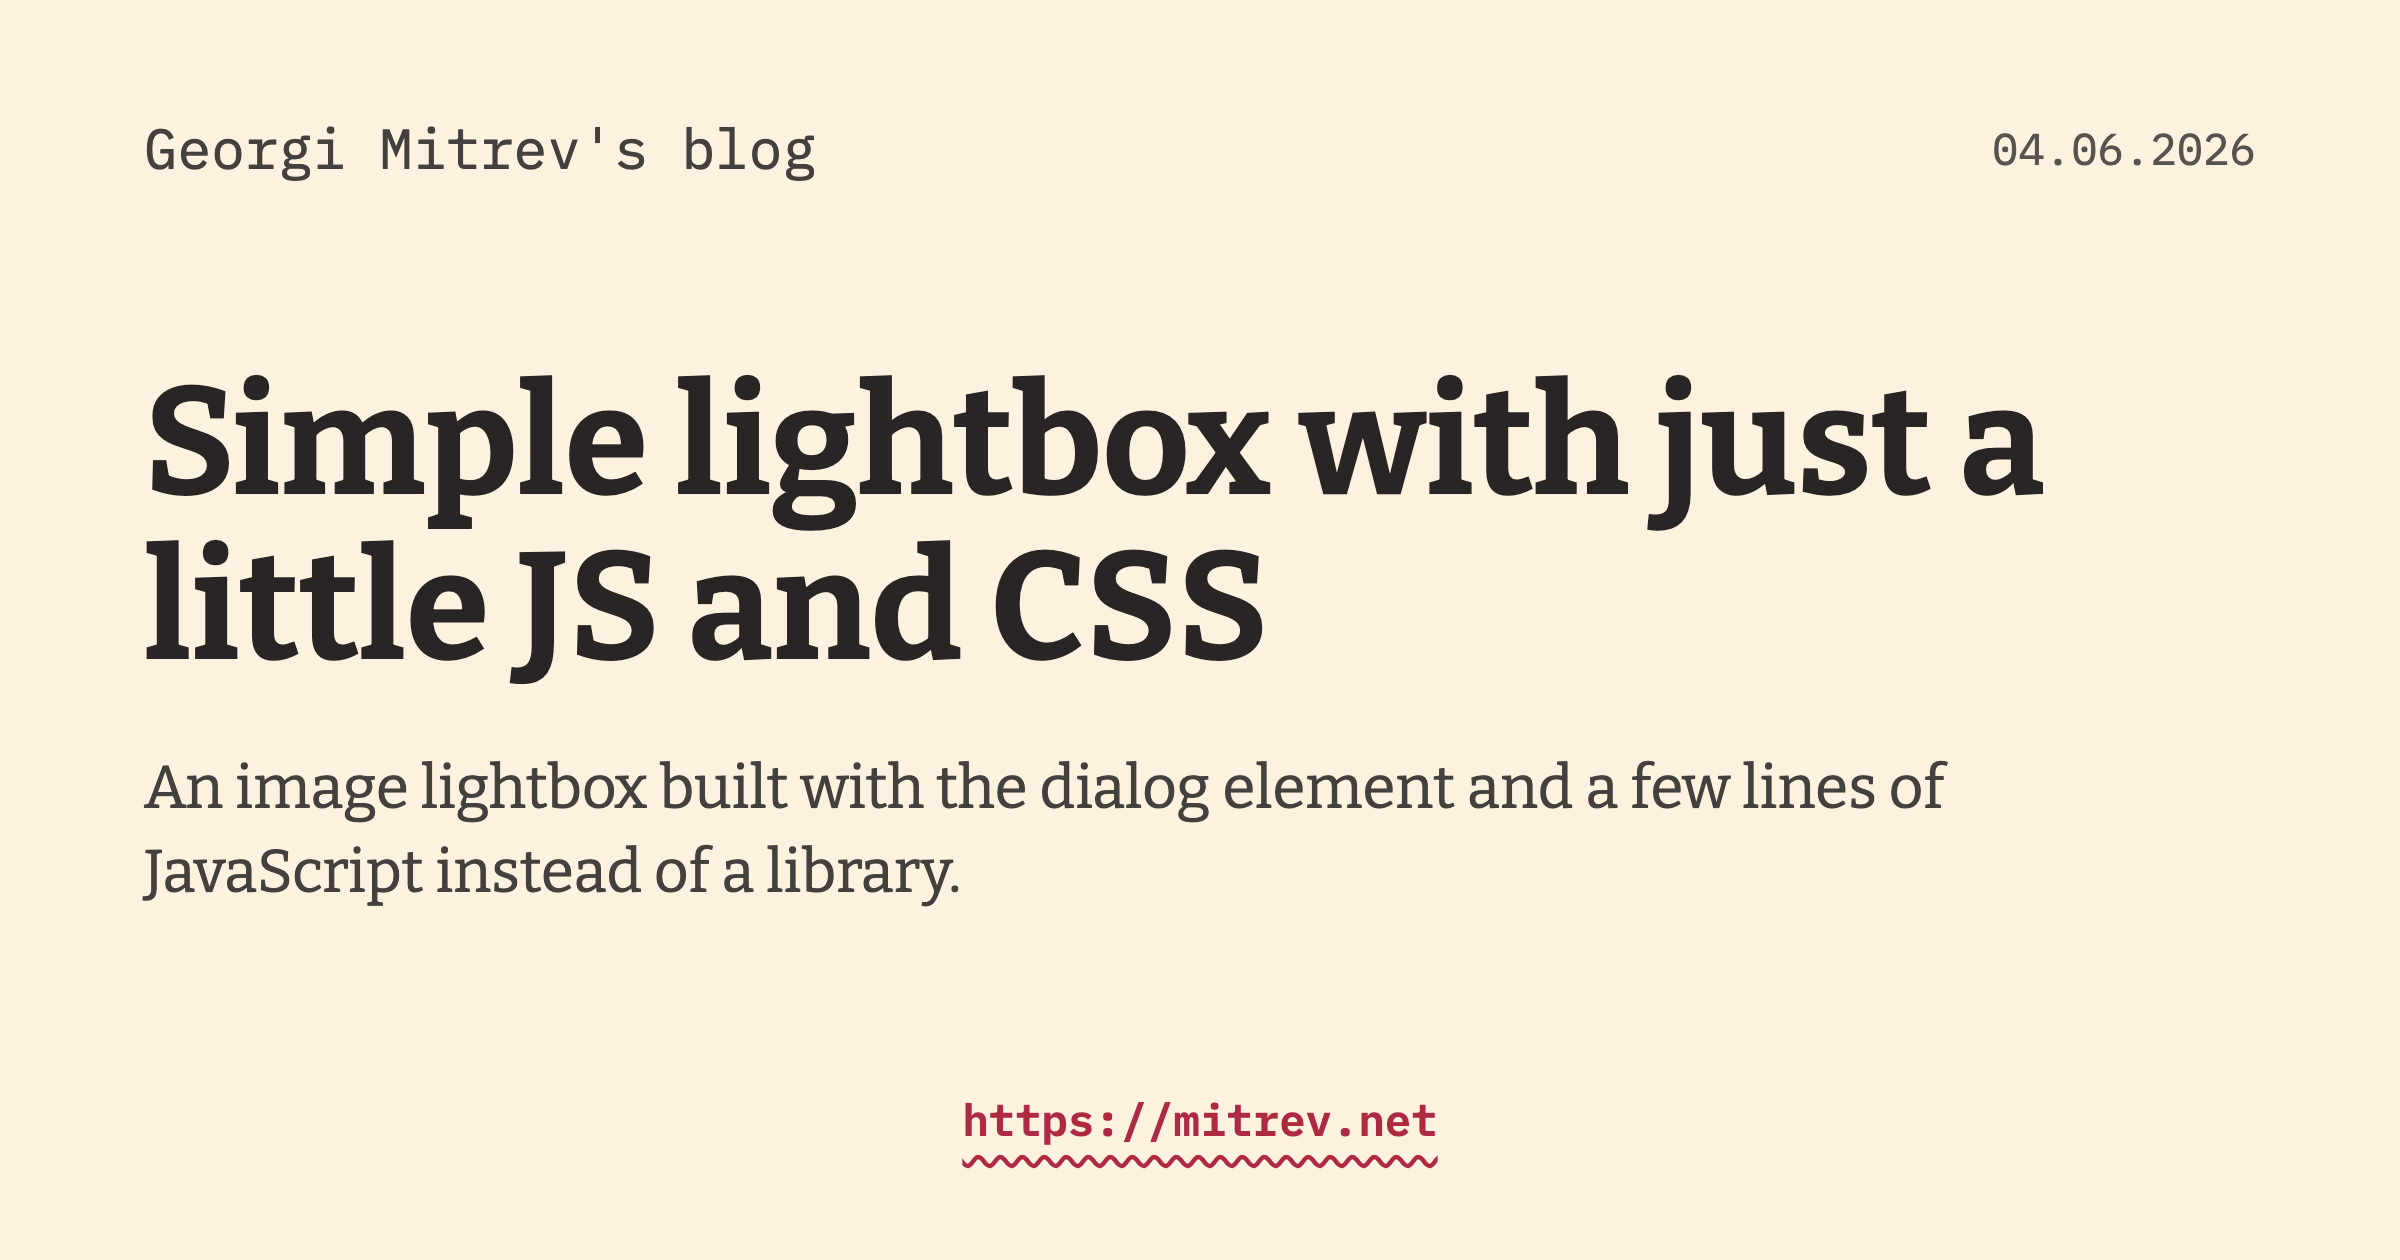 Georgi Mitrev's blog
04.06.2026
Simple lightbox with just a
little JS and CSS
An image lightbox built with the dialog element and a few lines of
JavaScript instead of a library.
https://mitrev.net